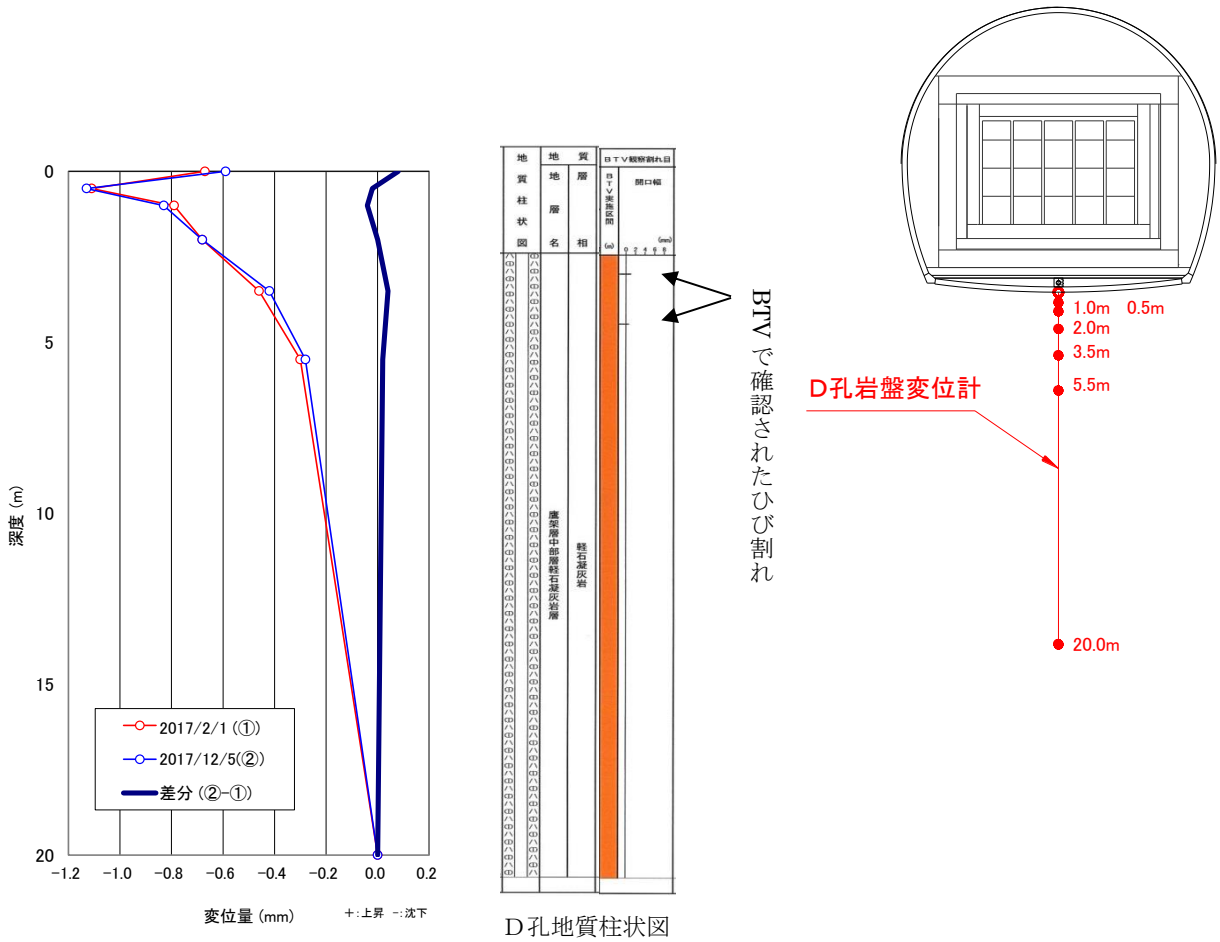 0
5
10
15
20
深度 (m)
-1.2 -1.0 -0.8 -0.6 -0.4 -0.2 0.0 0.2
変位量 (mm)
+:上昇 -:沈下
2017/2/1 (①)
2017/12/5(②)
差分 (②-①)
地質柱状図
地質
地層名
層相
BTV観察割れ目
BTV実施区間
(m)
開口幅
(mm)
0 2 4 6 8
鷹架層中部層軽石凝灰岩層
軽石凝灰岩
D孔地質柱状図
BTVで確認されたひび割れ
1.0m 0.5m
2.0m
3.5m
5.5m
D孔岩盤変位計
20.0m